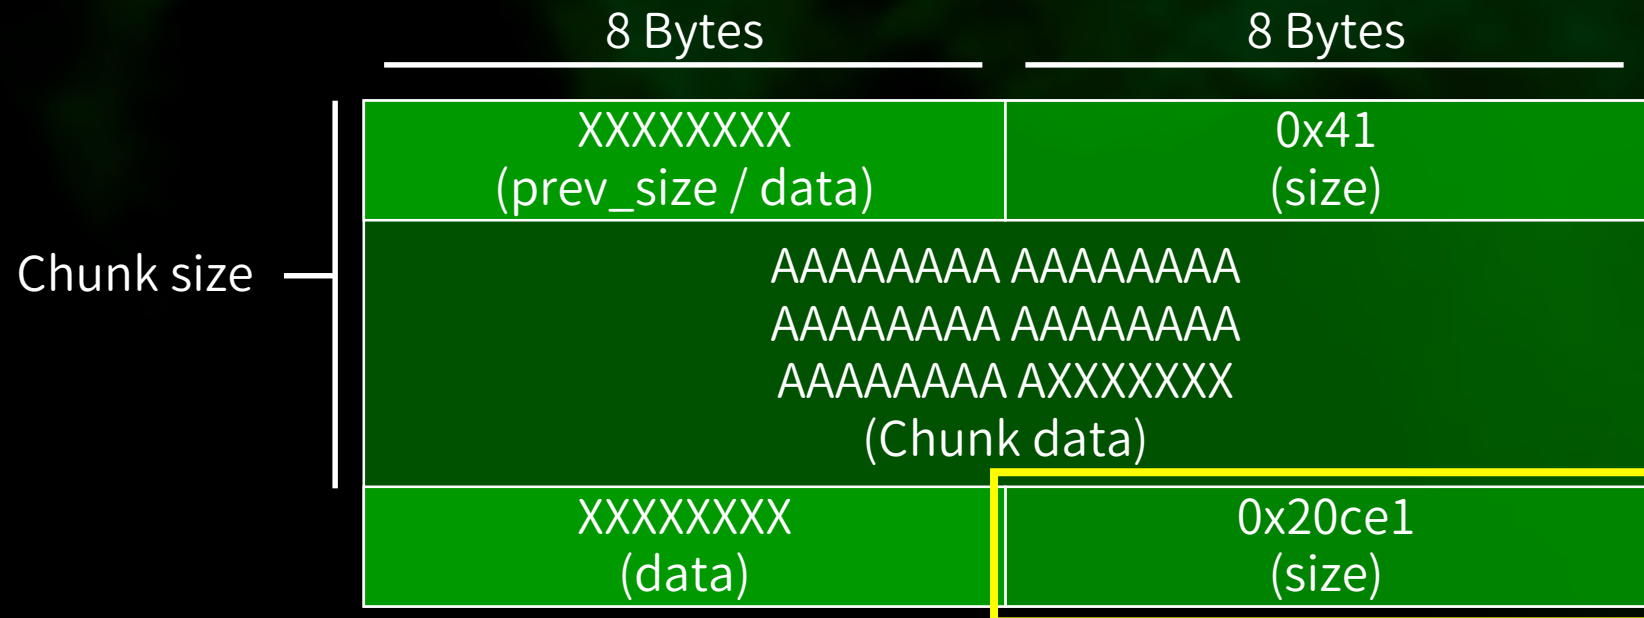 8 Bytes 8 Bytes
XXXXXXXX 0x41
(prev_size / data) (size)
Chunk size
AAAAAAAA AAAAAAAA
AAAAAAAA AAAAAAAA
AAAAAAAA AXXXXXXX
(Chunk data)
XXXXXXXX 0x20ce1
(data) (size)